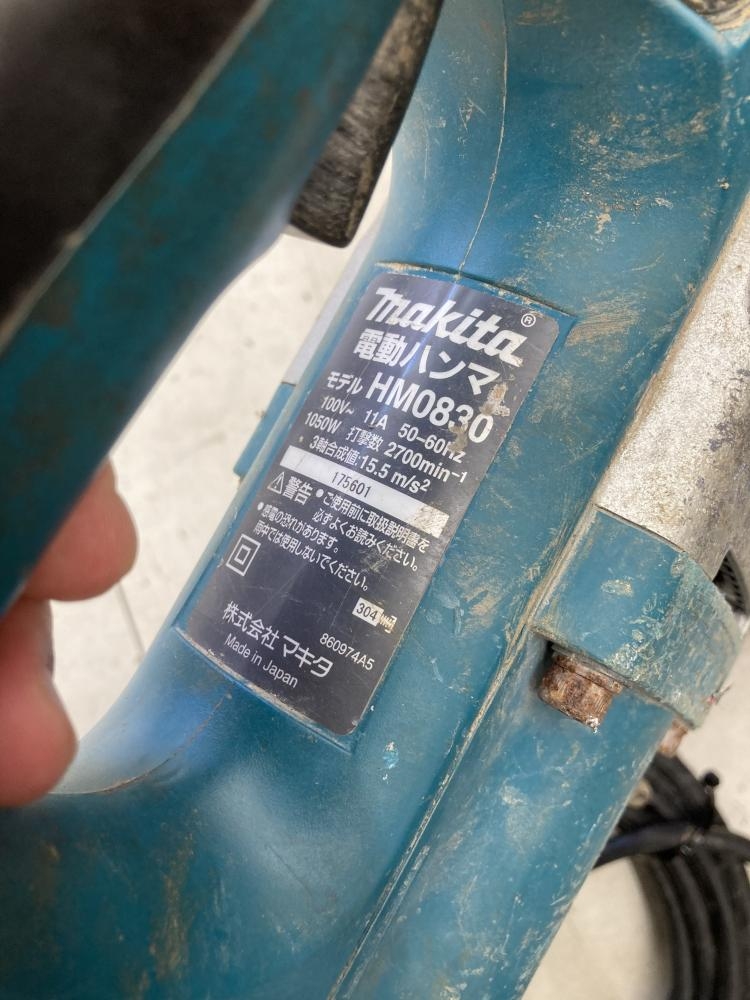 makita®
電動ハンマ
モデル HM0830
100V~ 11A 50–60Hz
1050W 打撃数 2700min⁻¹
3軸合成値:15.5 m/s²
175601
⚠警告 •ご使用前に取扱説明書を
必ずよくお読みください。
•感電の恐れがあります。
雨中では使用しないでください。
304
株式会社 マキタ 860974A5
Made in Japan